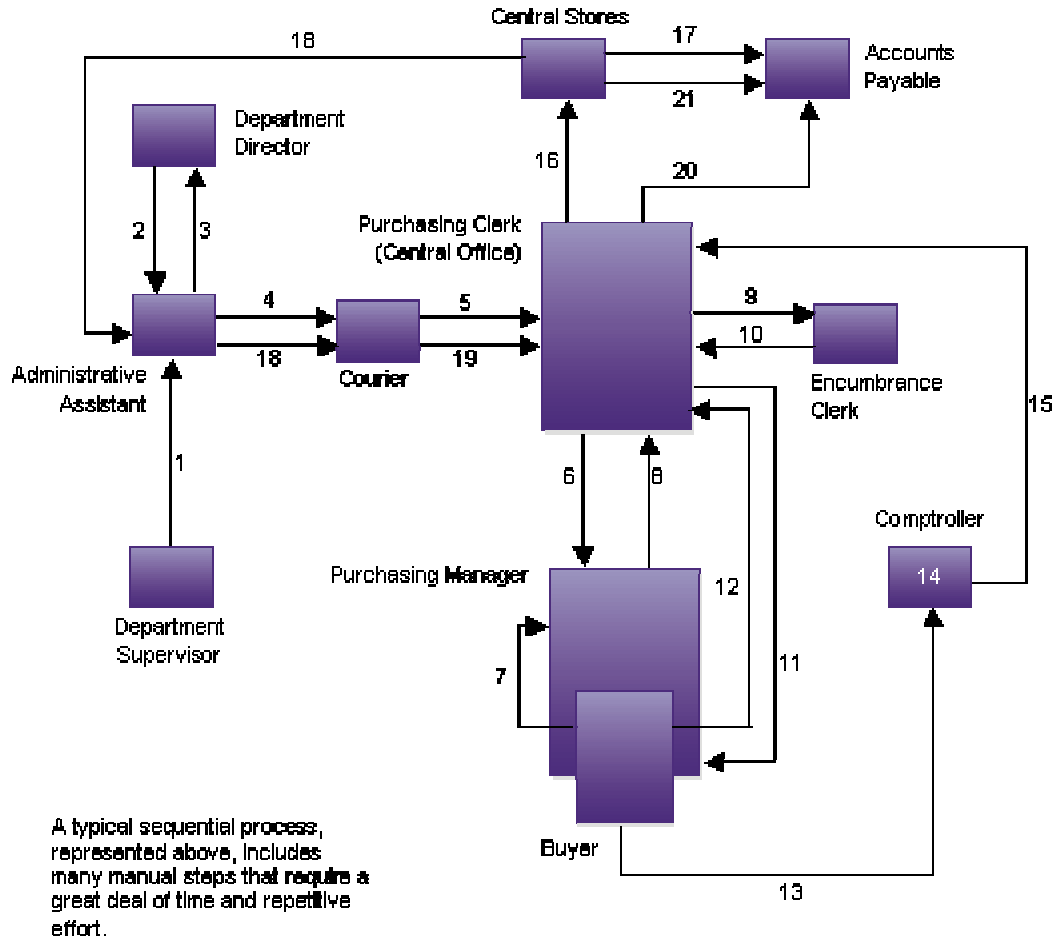 Central Stores
18
17
Accounts
Payable
21
Department
Director
16
20
2
3
Purchasing Clerk
(Central Office)
4
5
9
18
19
10
Administrative
Assistant
Courier
Encumbrance
Clerk
15
1
6
8
Comptroller
Purchasing Manager
14
12
Department
Supervisor
11
7
A typical sequential process,
represented above, includes
many manual steps that require a
great deal of time and repetitive
effort.
Buyer
13